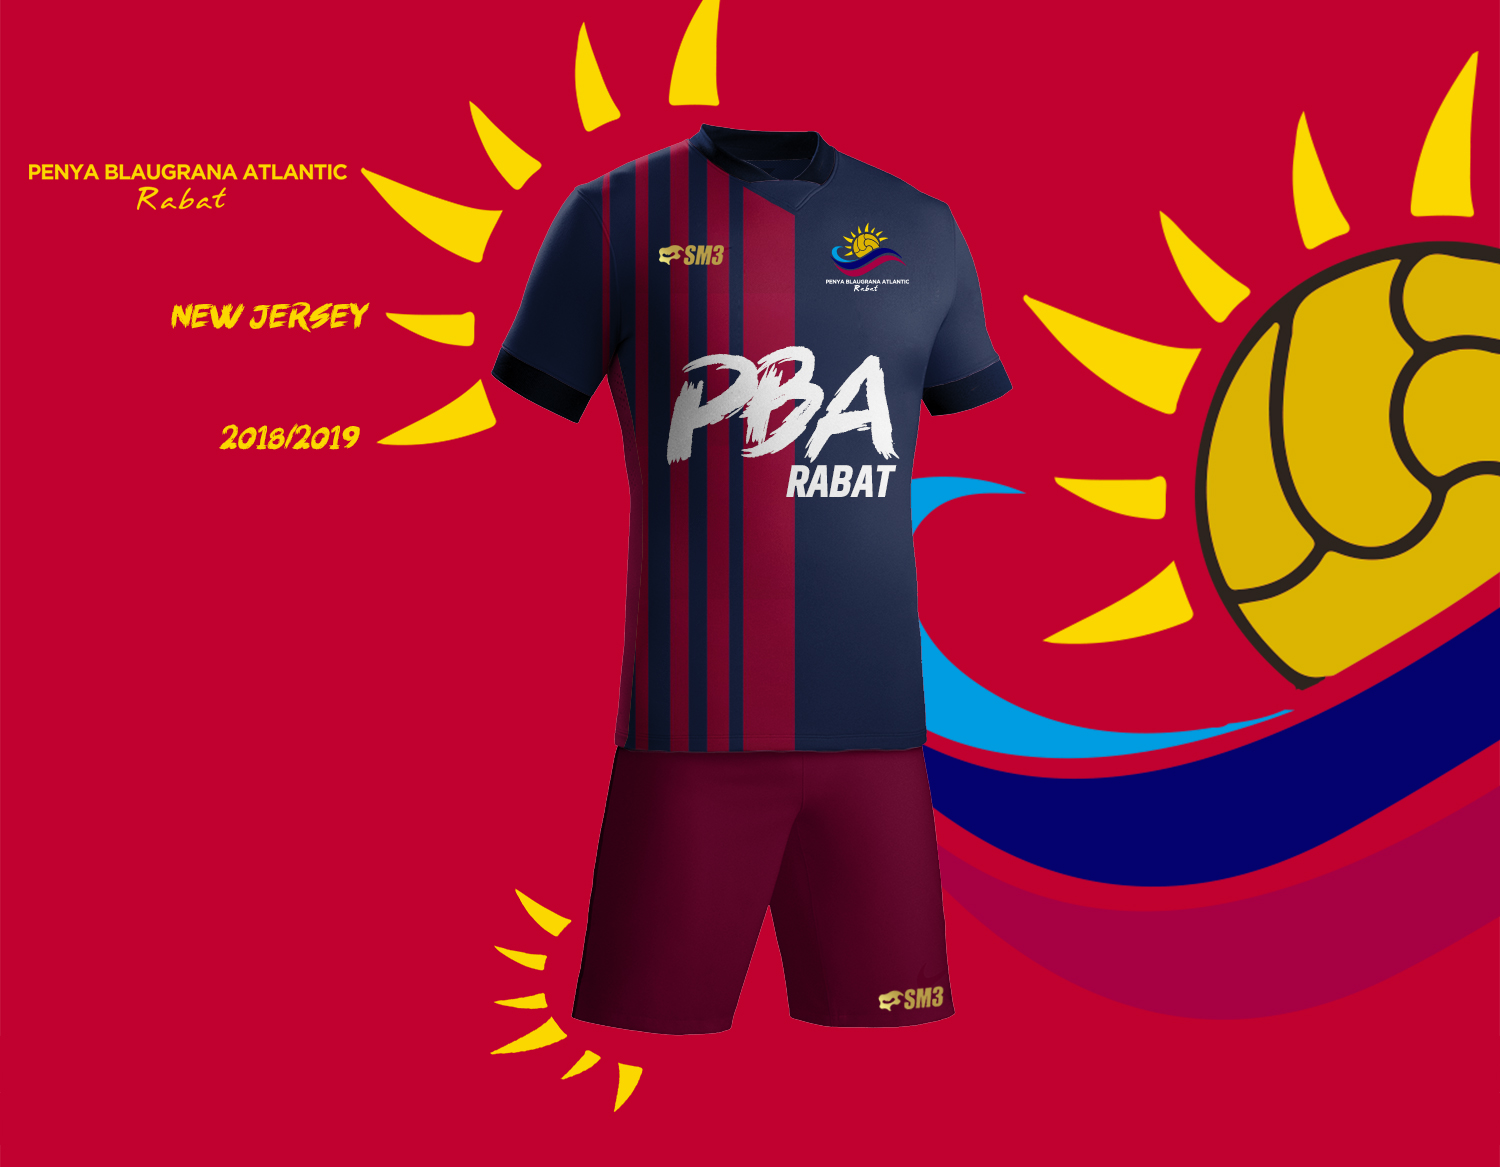 PENYA BLAUGRANA ATLANTIC
Rabat
NEW JERSEY
2018/2019
SM3
PENYA BLAUGRANA ATLANTIC
Rabat
PBA
RABAT
SM3